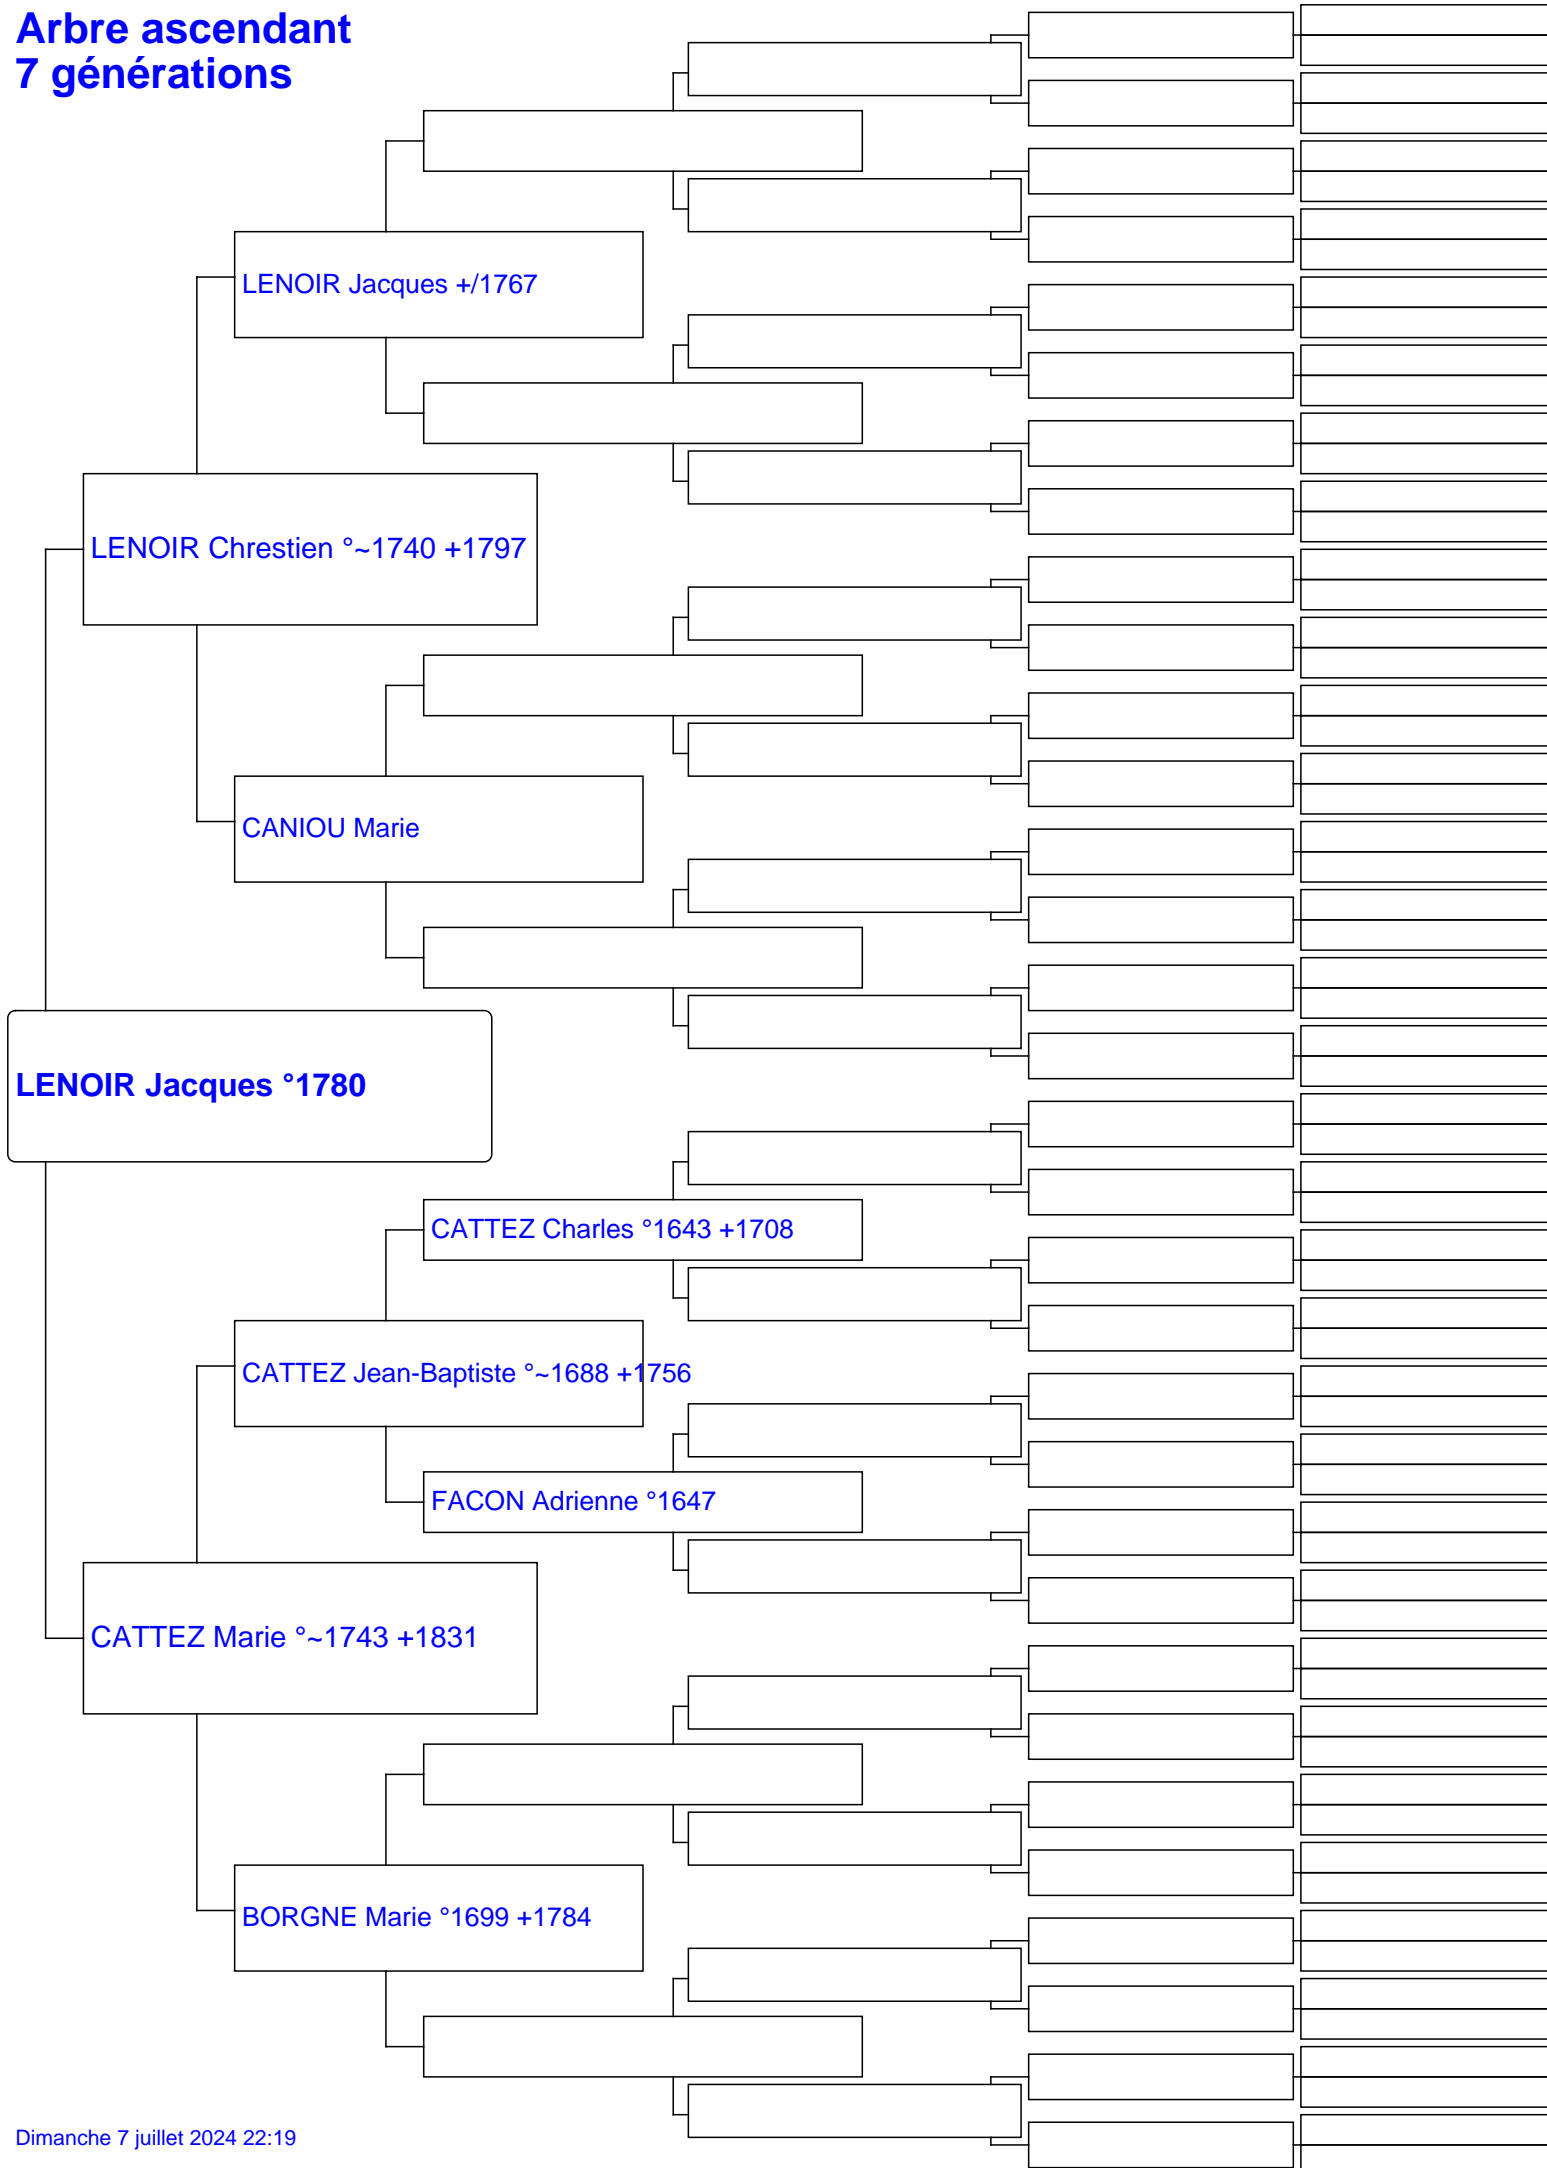 Arbre ascendant
7 générations
LENOIR Jacques +/1767
LENOIR Chrestien °~1740 +1797
CANIOU Marie
LENOIR Jacques °1780
CATTEZ Charles °1643 +1708
CATTEZ Jean-Baptiste °~1688 +1756
FACON Adrienne °1647
CATTEZ Marie °~1743 +1831
BORGNE Marie °1699 +1784
Dimanche 7 juillet 2024 22:19